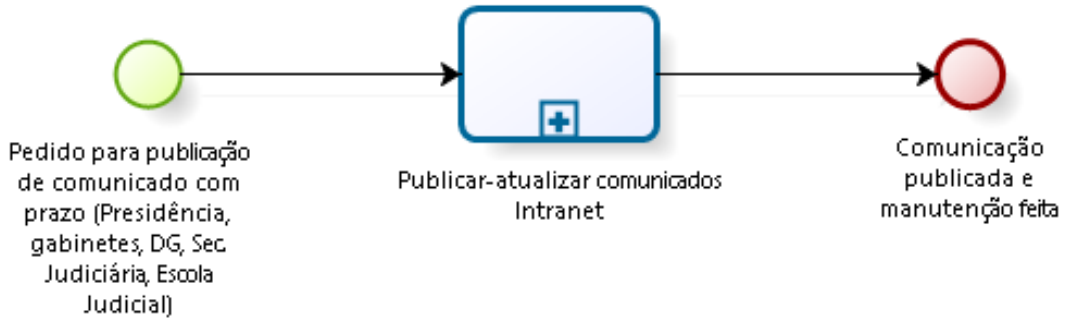 Pedido para publicação
de comunicado com
prazo (Presidência,
gabinetes, DG, Sec.
Judiciária, Escola
Judicial)
Publicar-atualizar comunicados
Intranet
Comunicação
publicada e
manutenção feita